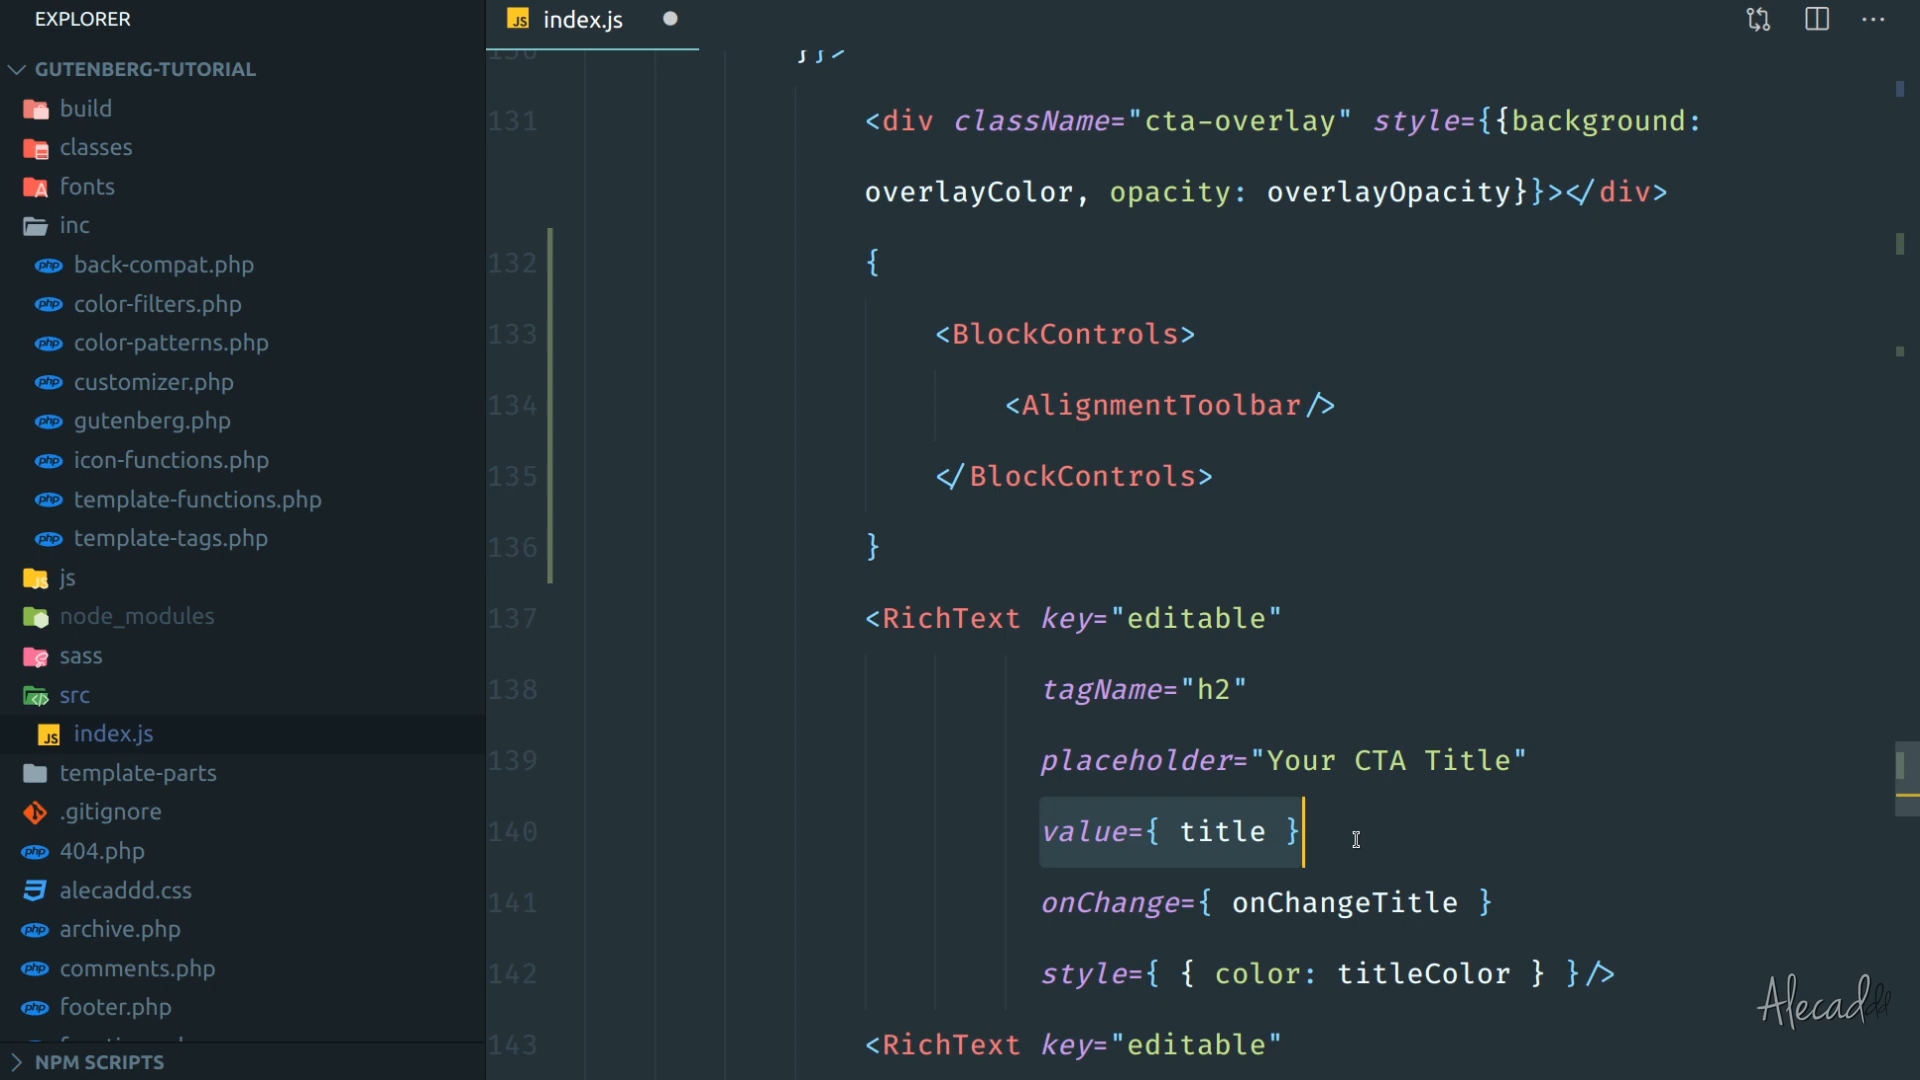 EXPLORER
GUTENBERG-TUTORIAL
build
classes
fonts
inc
back-compat.php
color-filters.php
color-patterns.php
customizer.php
gutenberg.php
icon-functions.php
template-functions.php
template-tags.php
js
node_modules
sass
src
index.js
template-parts
.gitignore
404.php
alecaddd.css
archive.php
comments.php
footer.php
NPM SCRIPTS
index.js
130 }}>
131 <div className="cta-overlay" style={{background:
overlayColor, opacity: overlayOpacity}}></div>
132 {
133 <BlockControls>
134 <AlignmentToolbar/>
135 </BlockControls>
136 }
137 <RichText key="editable"
138 tagName="h2"
139 placeholder="Your CTA Title"
140 value={ title }
141 onChange={ onChangeTitle }
142 style={ { color: titleColor } }/>
143 <RichText key="editable"
Alecaddd